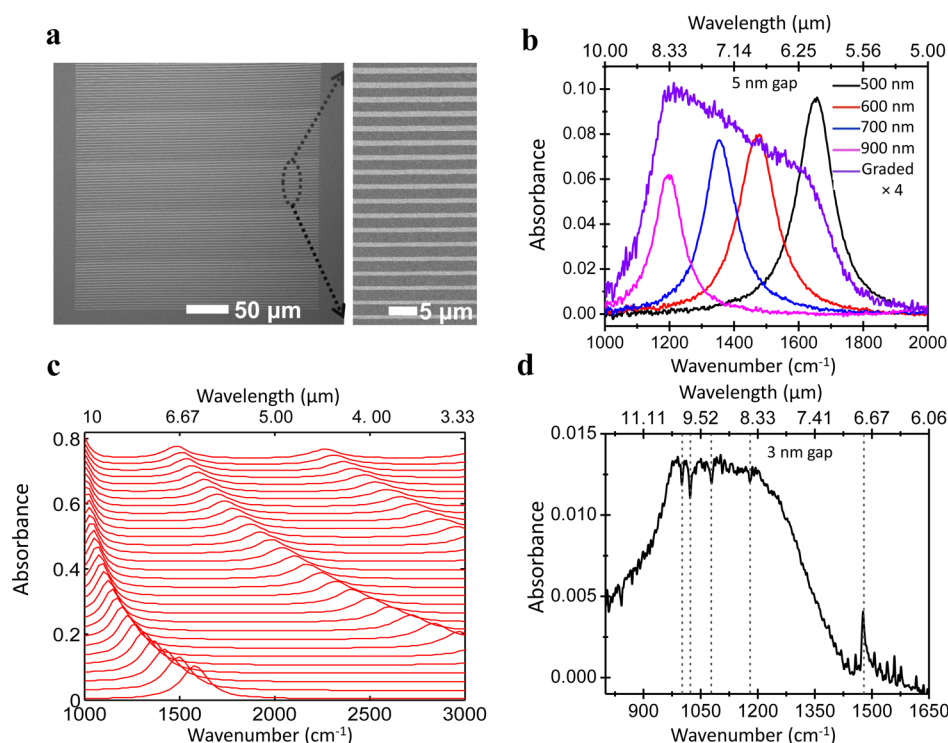 a
50 μm
5 μm
b
Wavelength (μm)
10.00 8.33 7.14 6.25 5.56 5.00
5 nm gap
500 nm
600 nm
700 nm
900 nm
Graded
× 4
Absorbance
0.10
0.08
0.06
0.04
0.02
0.00
1000 1200 1400 1600 1800 2000
Wavenumber (cm⁻¹)
c
Wavelength (μm)
10 6.67 5.00 4.00 3.33
Absorbance
0.8
0.6
0.4
0.2
0
1000 1500 2000 2500 3000
Wavenumber (cm⁻¹)
d
Wavelength (μm)
11.11 9.52 8.33 7.41 6.67 6.06
3 nm gap
Absorbance
0.015
0.010
0.005
0.000
900 1050 1200 1350 1500 1650
Wavenumber (cm⁻¹)